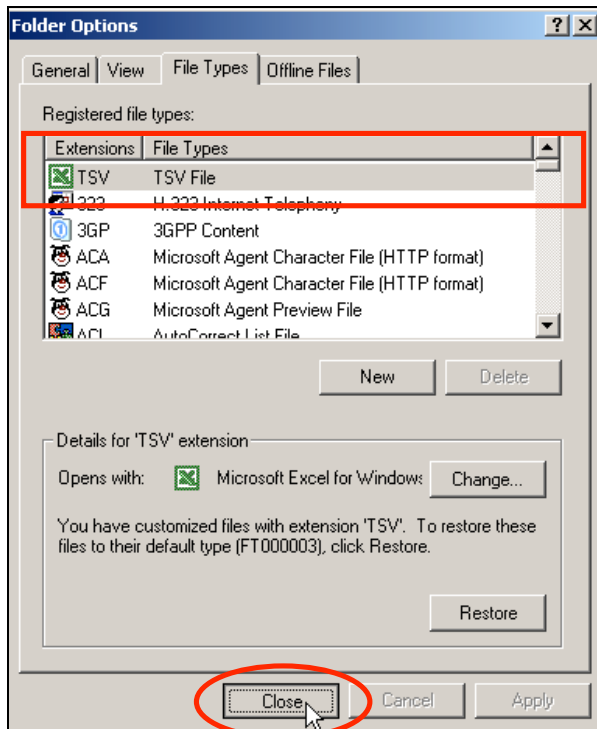 Folder Options
General View File Types Offline Files
Registered file types:
Extensions File Types
TSV TSV File
323 H.323 Internet Telephony
3GP 3GPP Content
ACA Microsoft Agent Character File (HTTP format)
ACF Microsoft Agent Character File (HTTP format)
ACG Microsoft Agent Preview File
ACL AutoCorrect List File
New Delete
Details for 'TSV' extension
Opens with: Microsoft Excel for Windows Change...
You have customized files with extension 'TSV'. To restore these
files to their default type (FT000003), click Restore.
Restore
Close Cancel Apply